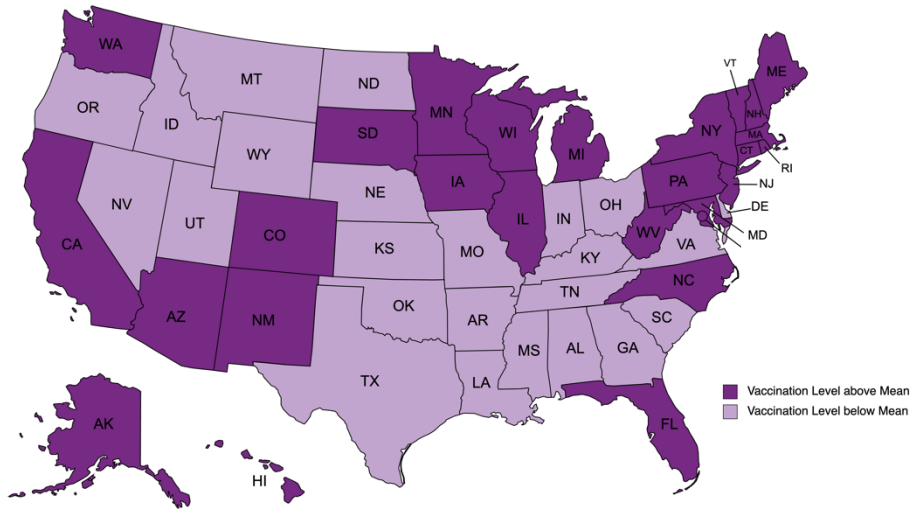 WA
MT
ND
OR
ID
WY
SD
MN
WI
MI
VT
ME
NH
NY
MA
CT
RI
NV
UT
NE
IA
PA
NJ
CA
CO
KS
MO
IL
IN
OH
WV
VA
DE
MD
KY
AZ
NM
OK
AR
TN
NC
SC
TX
LA
MS
AL
GA
FL
AK
HI
Vaccination Level above Mean
Vaccination Level below Mean